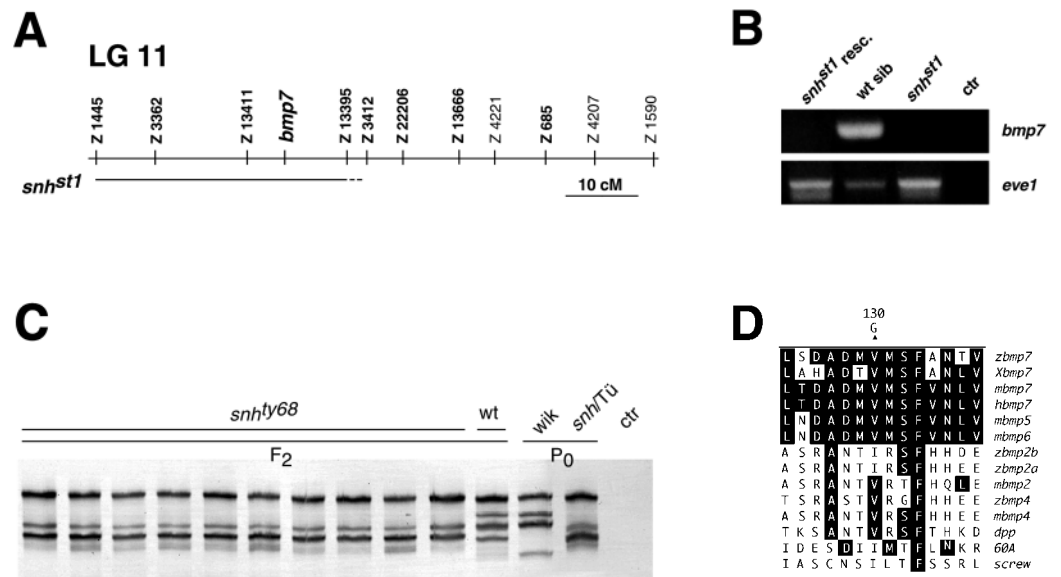 A
LG 11
Z 1445
Z 3362
Z 13411
bmp7
Z 13395
Z 3412
Z 22206
Z 13666
Z 4221
Z 685
Z 4207
Z 1590
snhst1
10 cM
B
snhst1 resc.
wt sib
snhst1
ctr
bmp7
eve1
C
snhty68
wt
wik
snh/Tü
ctr
F2
P0
D
130
G
L S D A D M V M S F A N T V zbmp7
L A H A D T V M S F A N L V Xbmp7
L T D A D M V M S F V N L V mbmp7
L T D A D M V M S F V N L V hbmp7
L N D A D M V M S F V N L V mbmp5
L N D A D M V M S F V N L V mbmp6
A S R A N T I R S F H H D E zbmp2b
A S R A N T I R S F H H E E zbmp2a
A S R A N T V R T F H Q L E mbmp2
T S R A S T V R G F H H E E zbmp4
A S R A N T V R S F H H E E mbmp4
T K S A N T V R S F T H K D dpp
I D E S D I I M T F L N K R 60A
I A S C N S I L T F S S R L screw